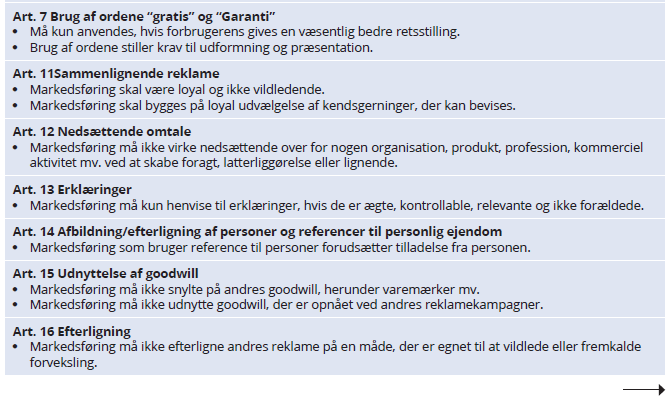 Art. 7 Brug af ordene “gratis” og “Garanti”
• Må kun anvendes, hvis forbrugerens gives en væsentlig bedre retsstilling.
• Brug af ordene stiller krav til udformning og præsentation.
Art. 11Sammenlignende reklame
• Markedsføring skal være loyal og ikke vildledende.
• Markedsføring skal bygges på loyal udvælgelse af kendsgerninger, der kan bevises.
Art. 12 Nedsættende omtale
• Markedsføring må ikke virke nedsættende over for nogen organisation, produkt, profession, kommerciel
aktivitet mv. ved at skabe foragt, latterliggørelse eller lignende.
Art. 13 Erklæringer
• Markedsføring må kun henvise til erklæringer, hvis de er ægte, kontrollable, relevante og ikke forældede.
Art. 14 Afbildning/efterligning af personer og referencer til personlig ejendom
• Markedsføring som bruger reference til personer forudsætter tilladelse fra personen.
Art. 15 Udnyttelse af goodwill
• Markedsføring må ikke snylte på andres goodwill, herunder varemærker mv.
• Markedsføring må ikke udnytte goodwill, der er opnået ved andres reklamekampagner.
Art. 16 Efterligning
• Markedsføring må ikke efterligne andres reklame på en måde, der er egnet til at vildlede eller fremkalde
forveksling.